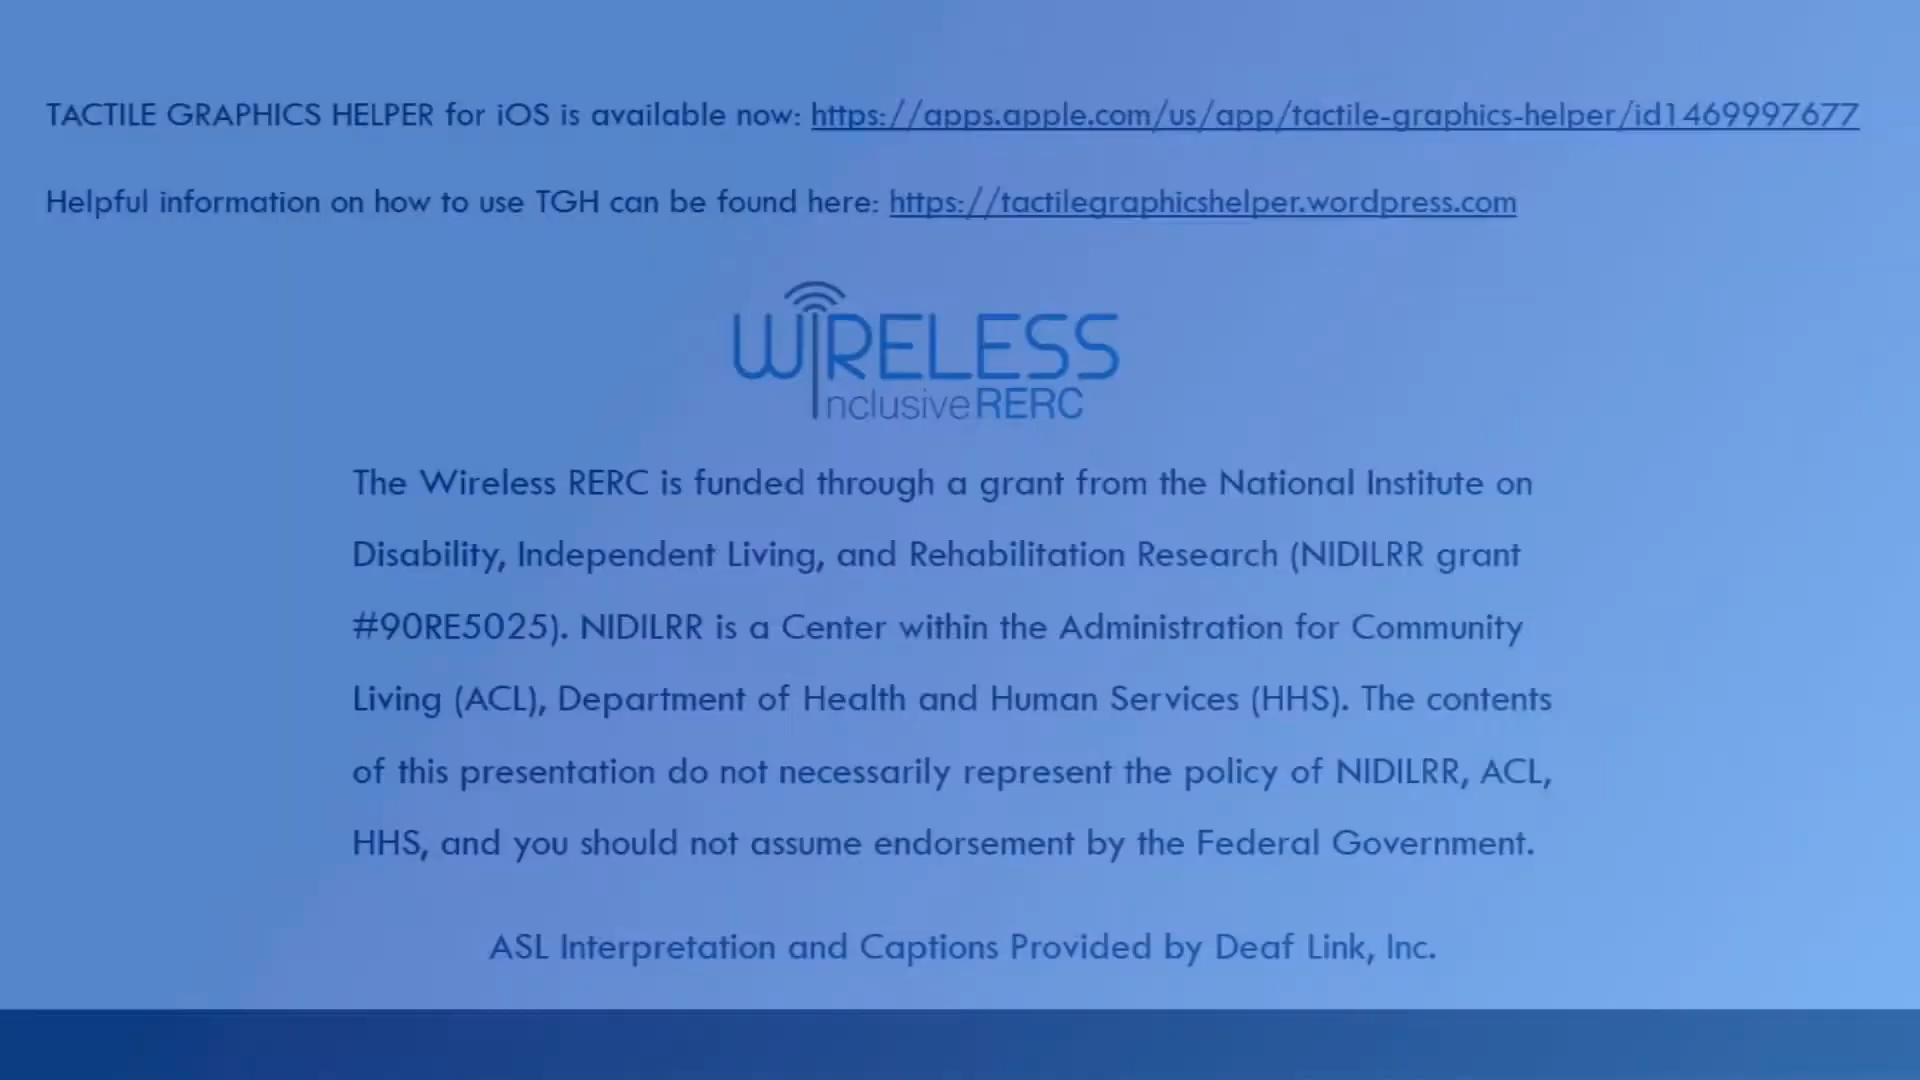 TACTILE GRAPHICS HELPER for iOS is available now: https://apps.apple.com/us/app/tactile-graphics-helper/id1469997677
Helpful information on how to use TGH can be found here: https://tactilegraphicshelper.wordpress.com
WIRELESS
InclusiveRERC
The Wireless RERC is funded through a grant from the National Institute on
Disability, Independent Living, and Rehabilitation Research (NIDILRR grant
#90RE5025). NIDILRR is a Center within the Administration for Community
Living (ACL), Department of Health and Human Services (HHS). The contents
of this presentation do not necessarily represent the policy of NIDILRR, ACL,
HHS, and you should not assume endorsement by the Federal Government.
ASL Interpretation and Captions Provided by Deaf Link, Inc.